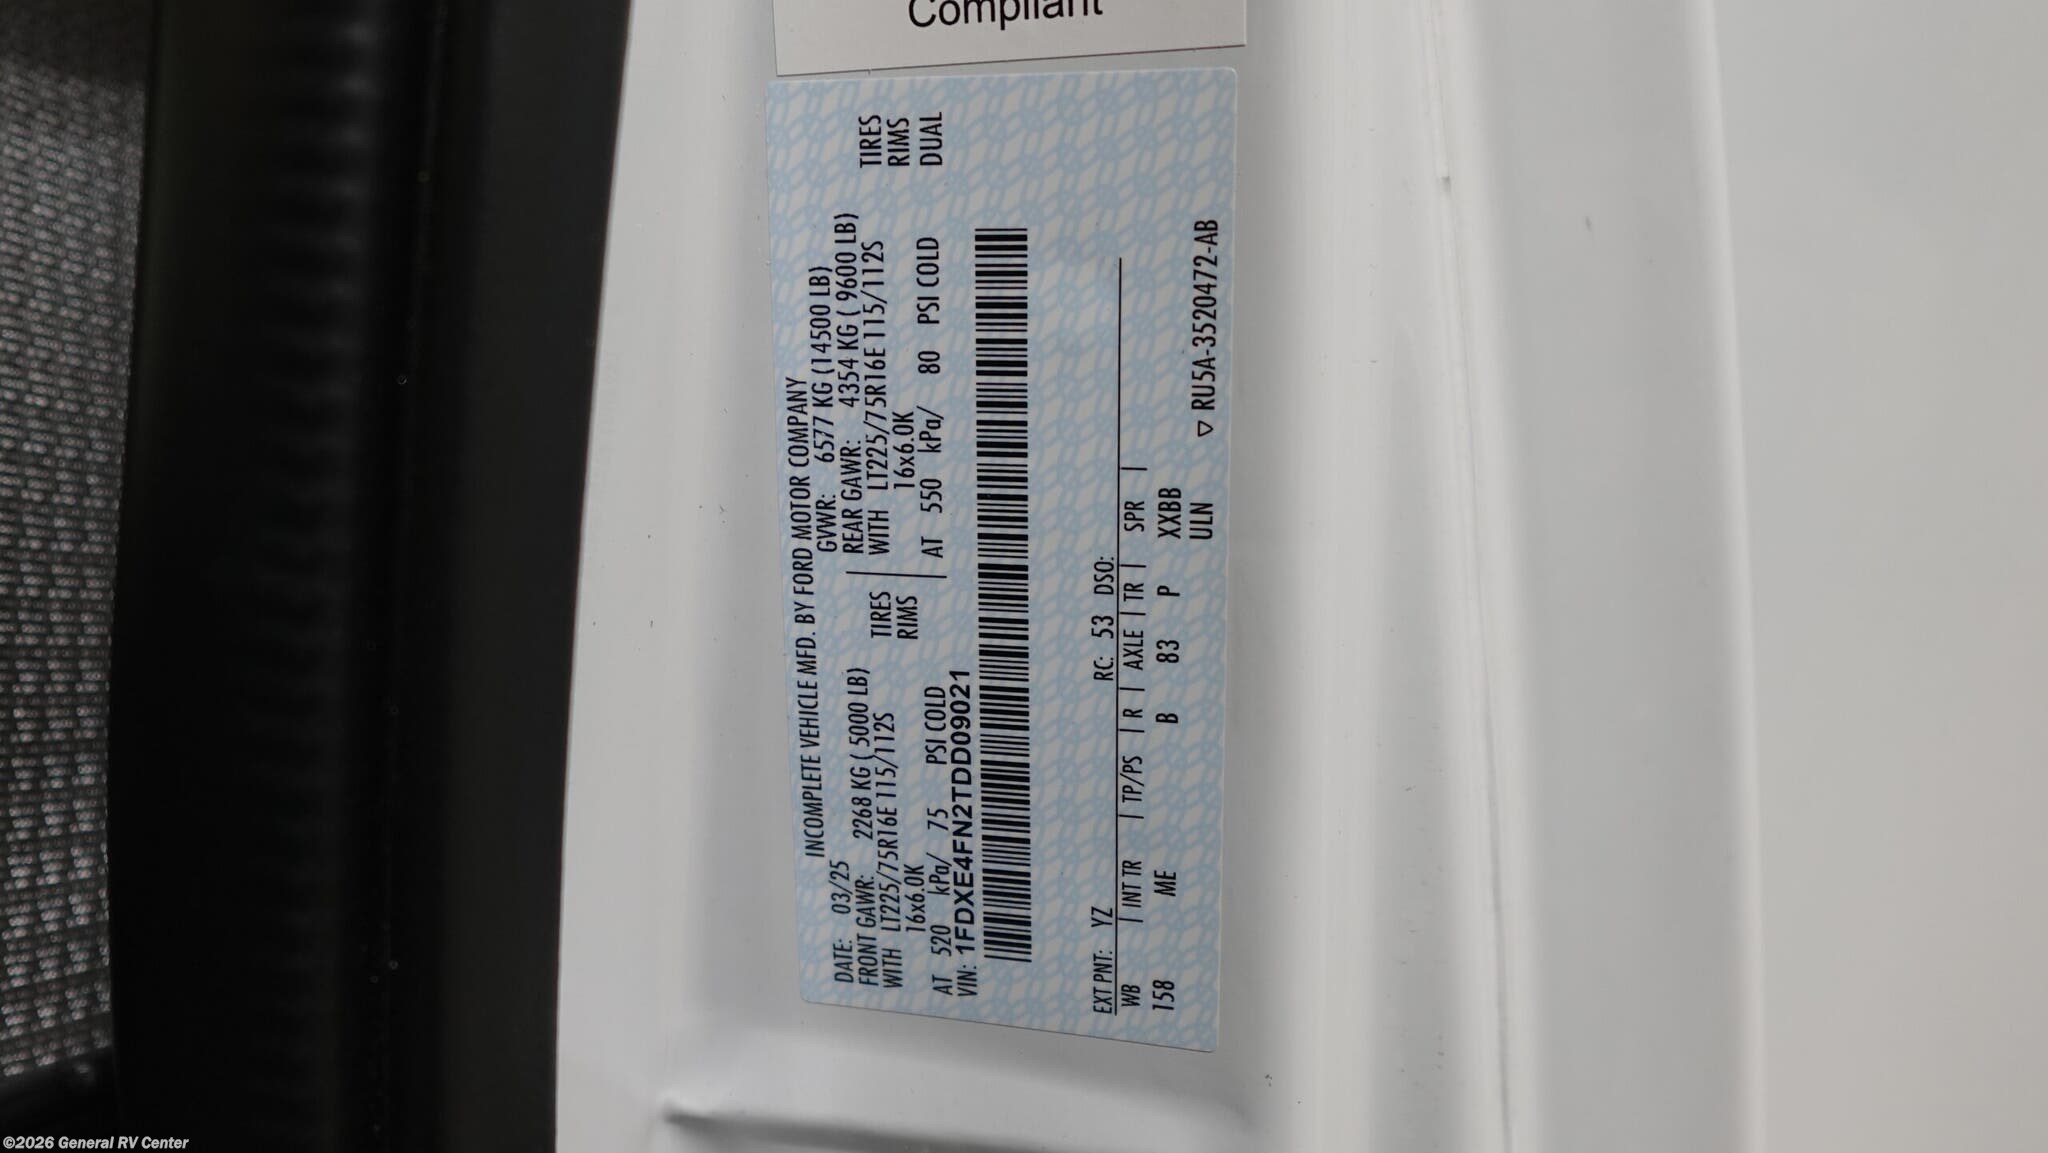 Compliant
INCOMPLETE VEHICLE MFD. BY FORD MOTOR COMPANY
DATE: 03/25 GVWR: 6577 KG (14500 LB)
FRONT GAWR: 2268 KG ( 5000 LB) REAR GAWR: 4354 KG ( 9600 LB)
WITH LT225/75R16E 115/112S TIRES WITH LT225/75R16E 115/112S TIRES
16x6.0K RIMS 16x6.0K RIMS
AT 520 kPa/ 75 PSI COLD AT 550 kPa/ 80 PSI COLD DUAL
VIN: 1FDXE4FN2TDD09021
EXT PNT: YZ RC: 53 DSO:
WB | INT TR | TP/PS | R | AXLE | TR | SPR |
158 ME B 83 P XXBB
ULN ▽ RU5A-3520472-AB
©2026 General RV Center